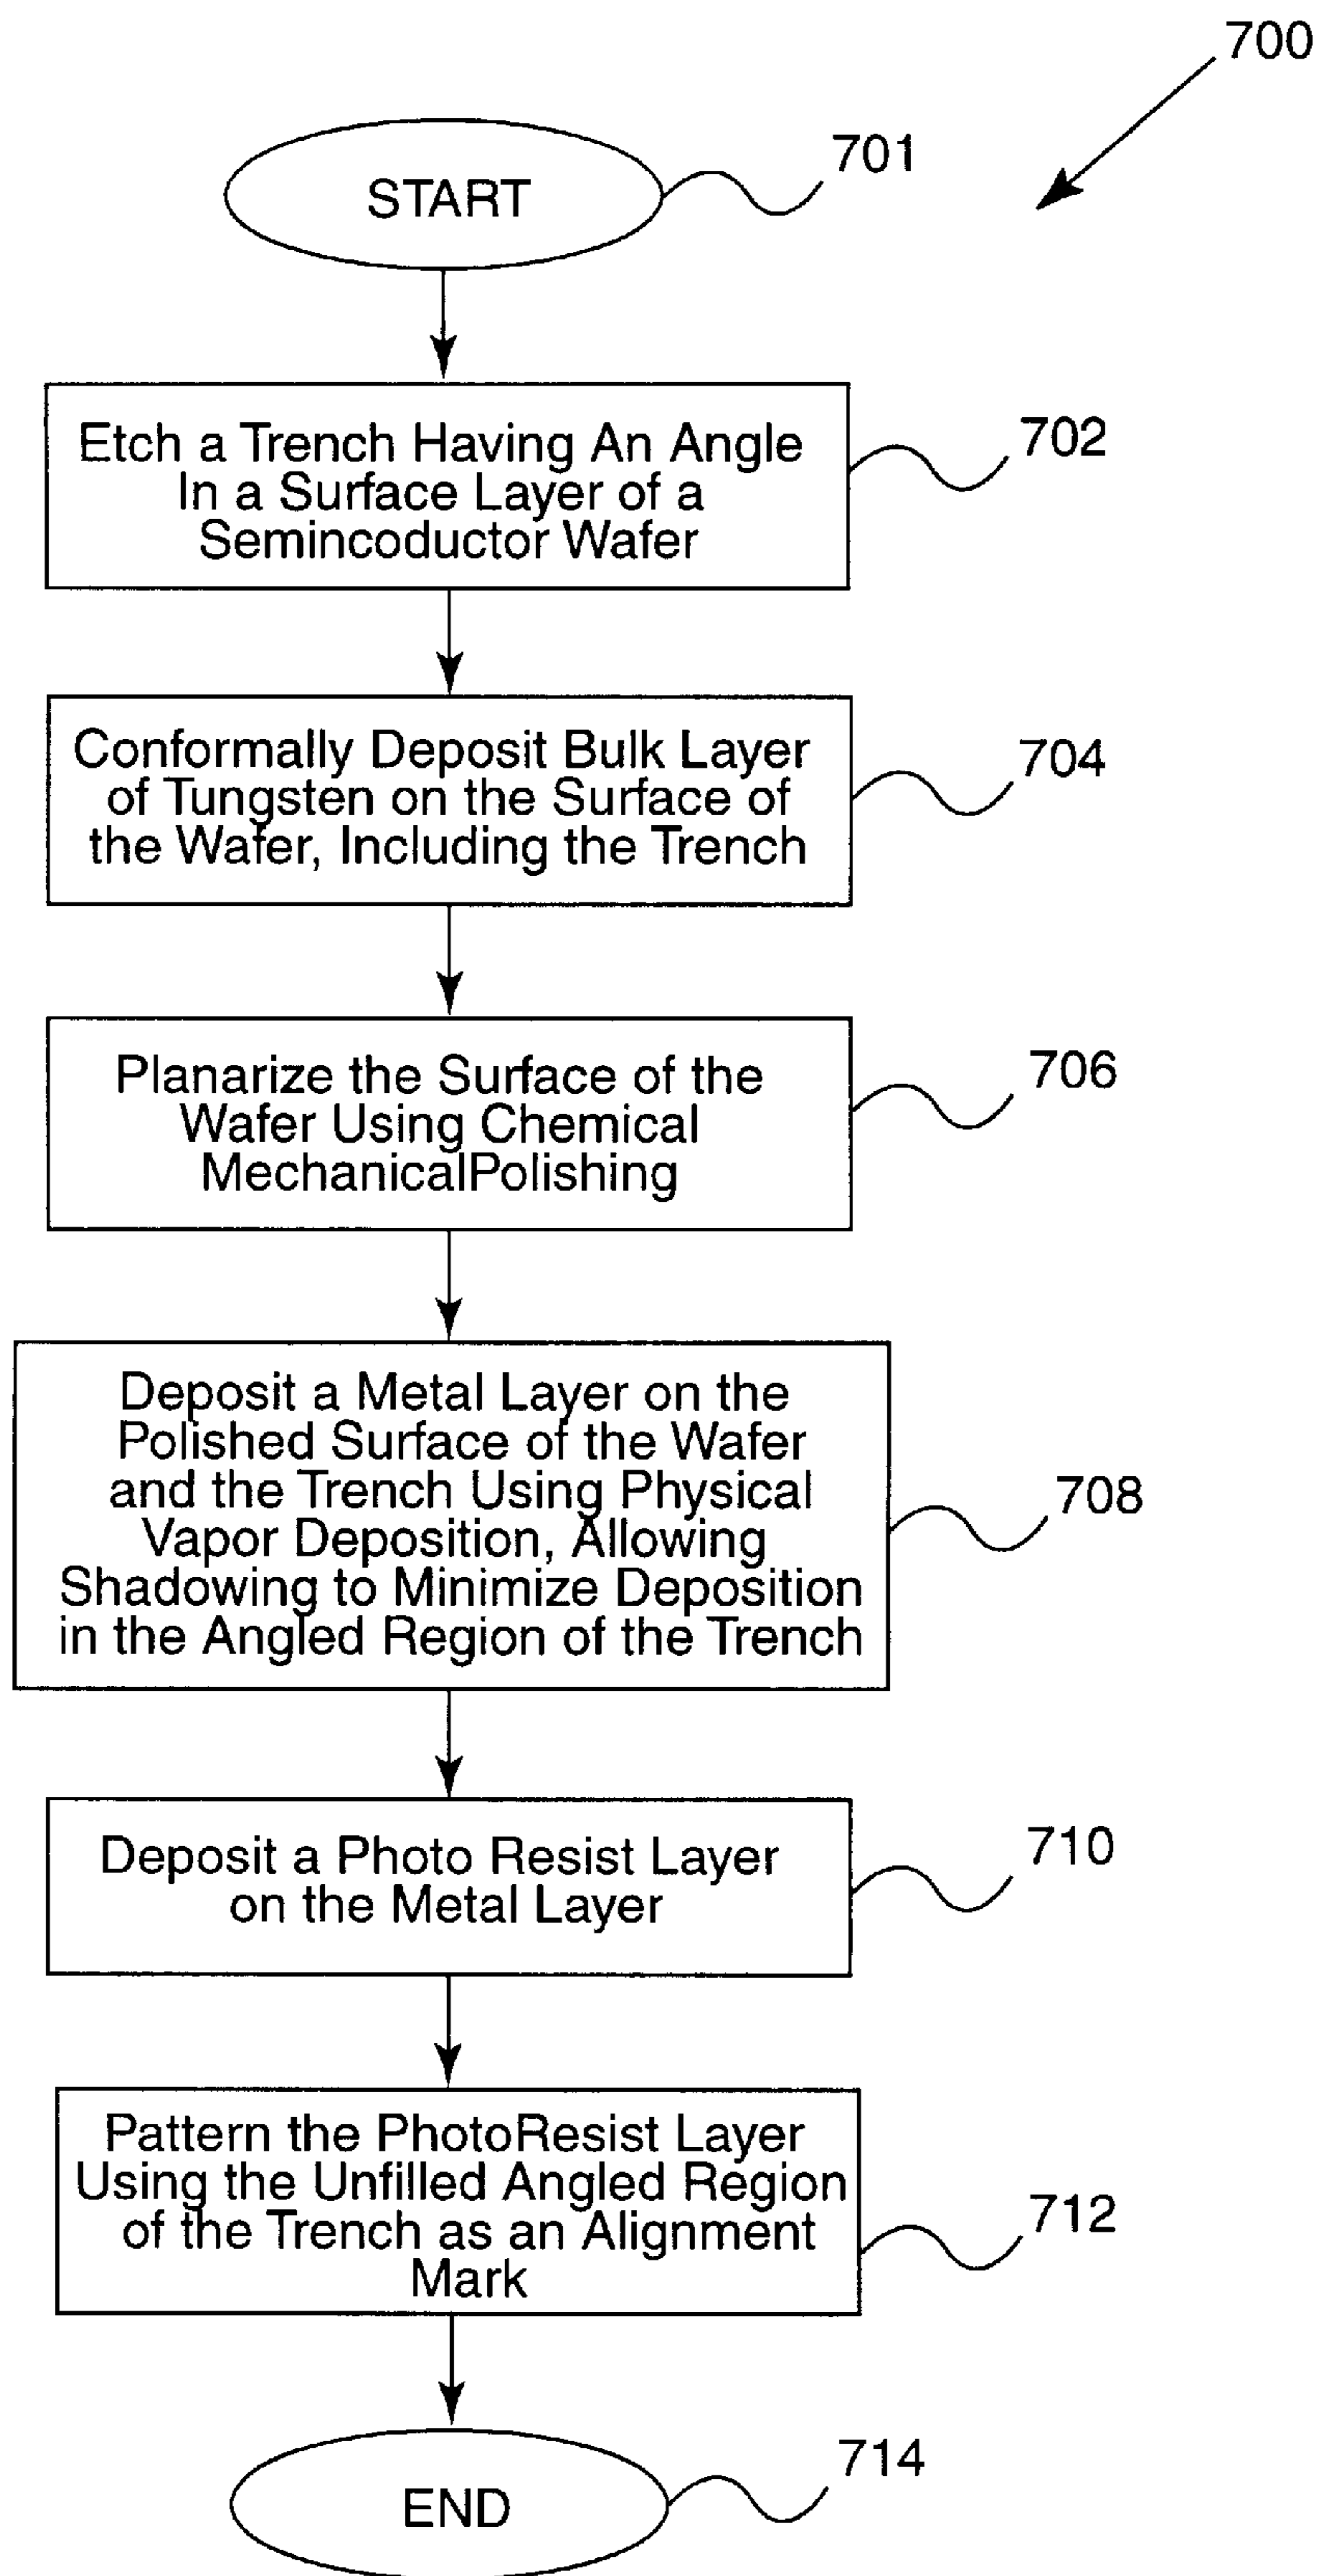 700
START
701
Etch a Trench Having An Angle
In a Surface Layer of a
Semincoductor Wafer
702
Conformally Deposit Bulk Layer
of Tungsten on the Surface of
the Wafer, Including the Trench
704
Planarize the Surface of the
Wafer Using Chemical
MechanicalPolishing
706
Deposit a Metal Layer on the
Polished Surface of the Wafer
and the Trench Using Physical
Vapor Deposition, Allowing
Shadowing to Minimize Deposition
in the Angled Region of the Trench
708
Deposit a Photo Resist Layer
on the Metal Layer
710
Pattern the PhotoResist Layer
Using the Unfilled Angled Region
of the Trench as an Alignment
Mark
712
END
714